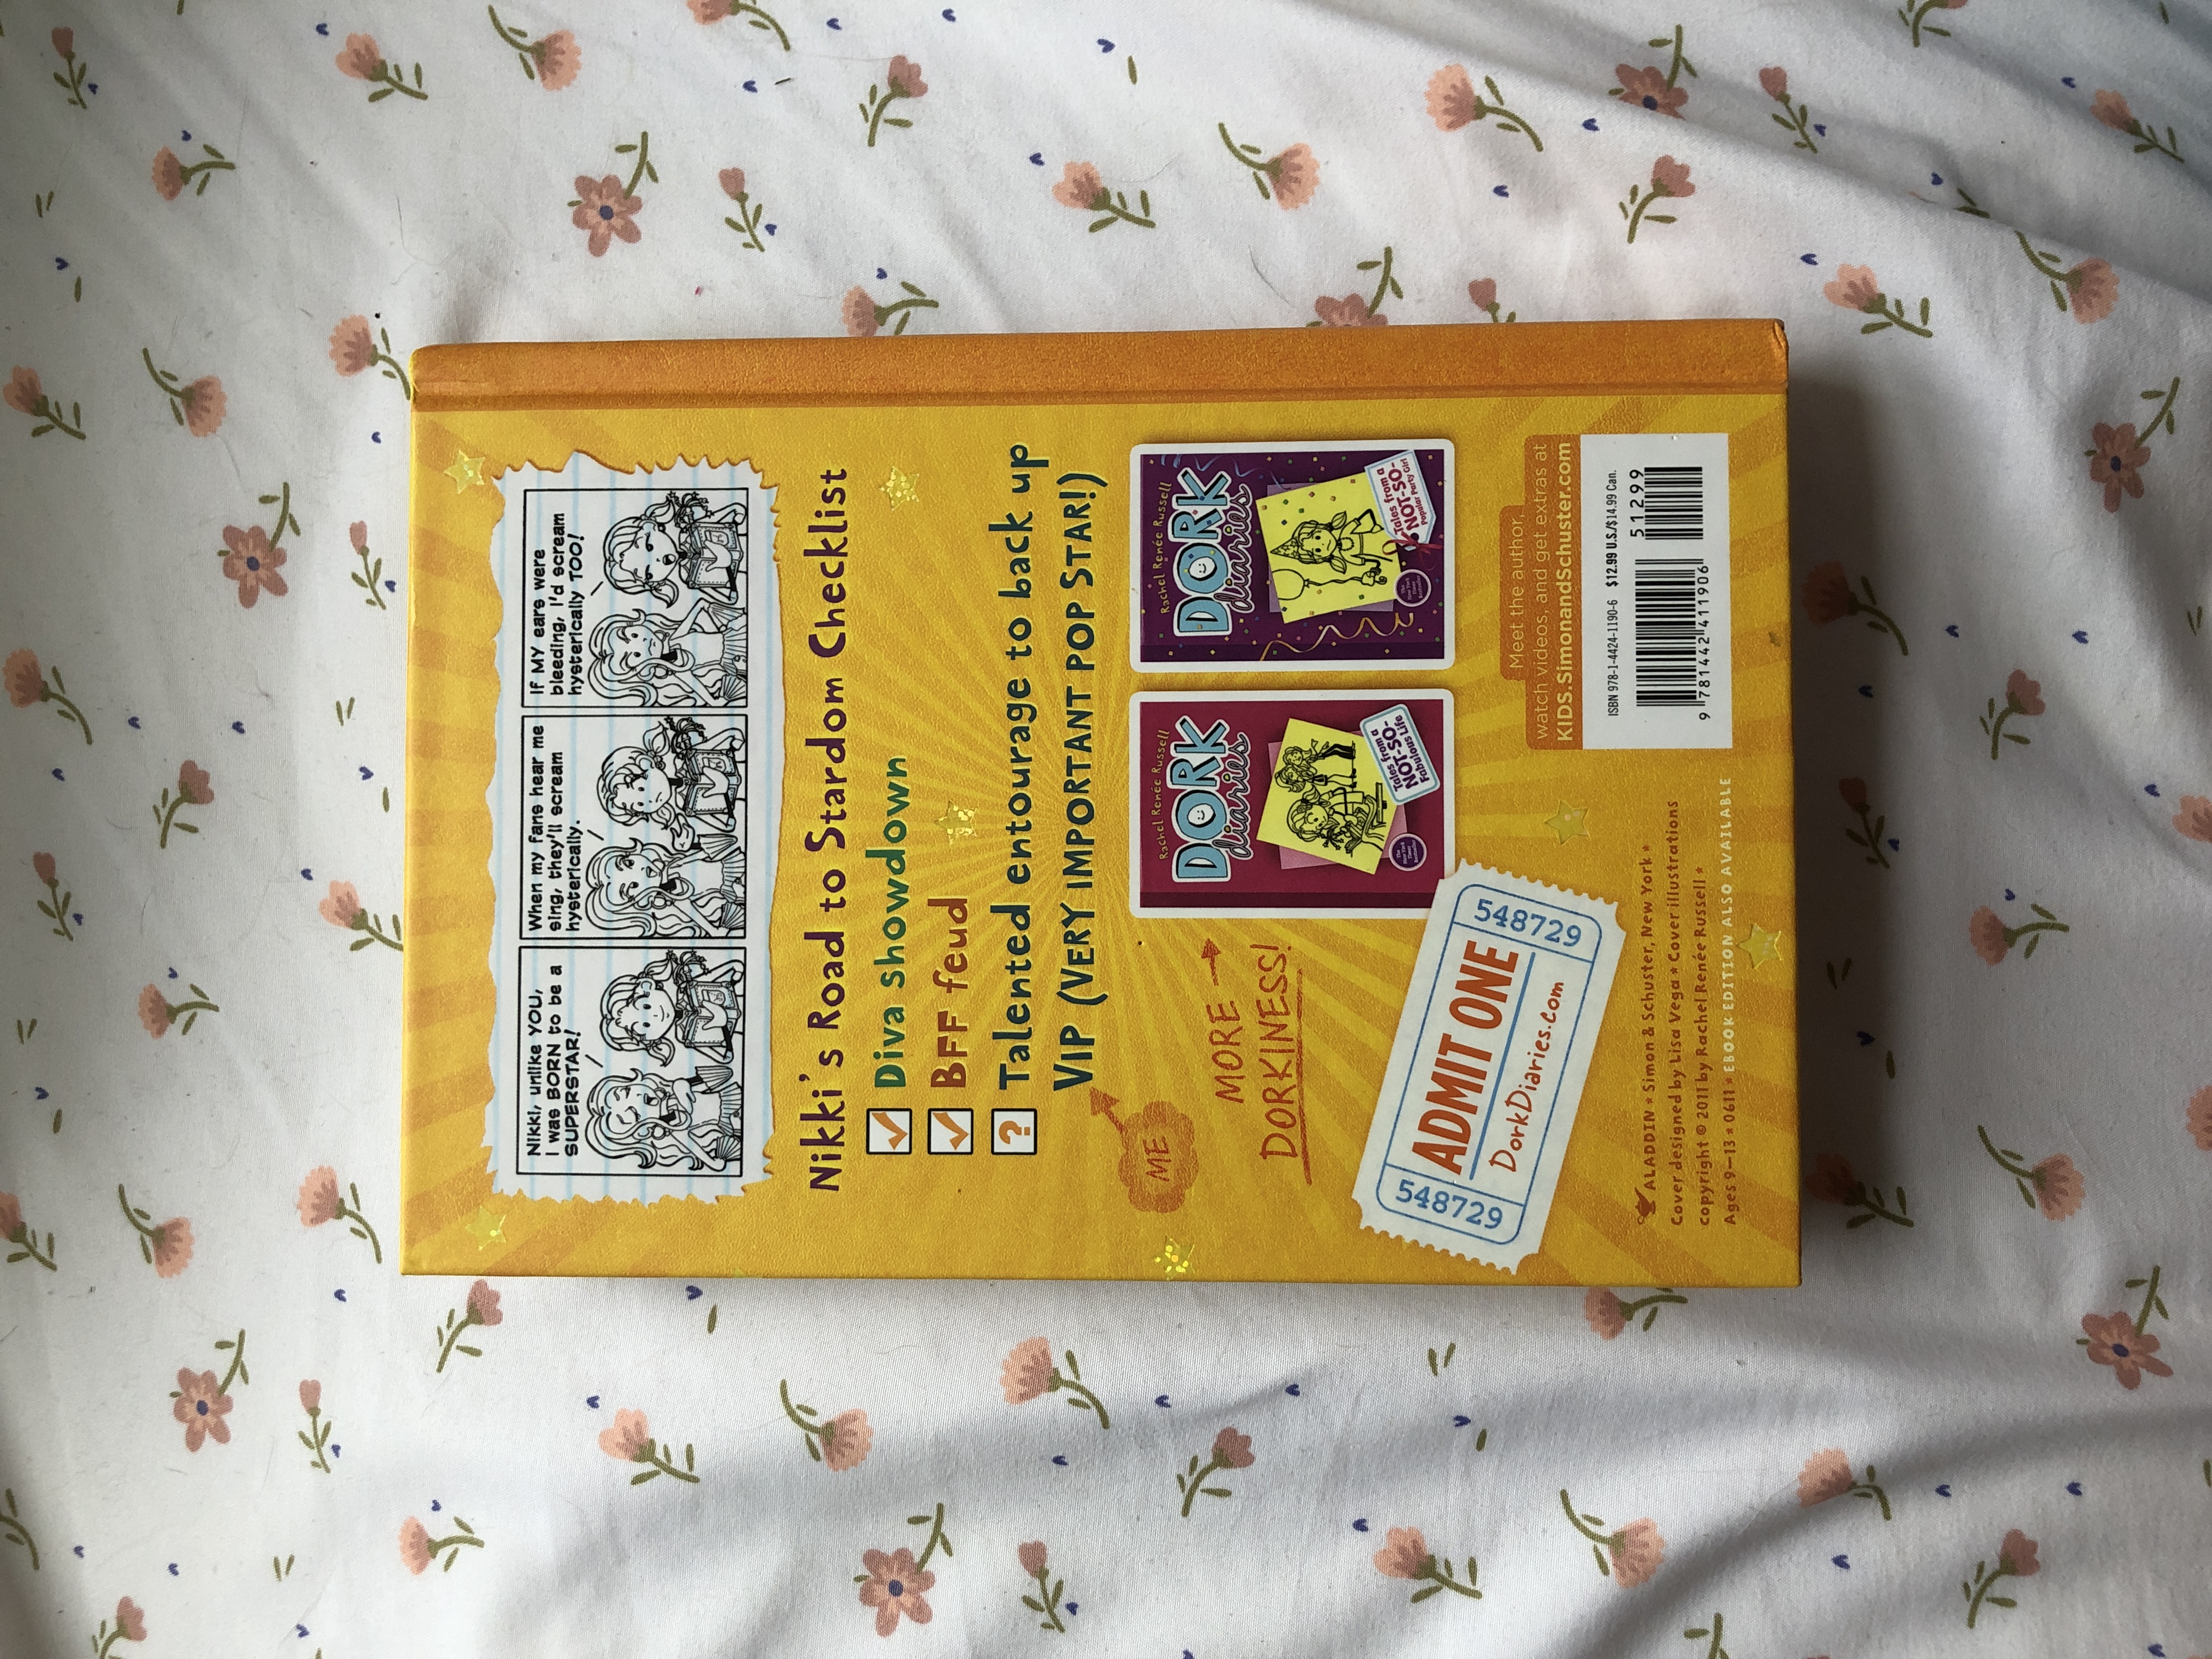 Nikki, unlike YOU,
I was BORN to be a
SUPERSTAR!
When my fans hear me
sing, they'll scream
hysterically.
If MY ears were
bleeding, I'd scream
hysterically TOO!
Nikki's Road to Stardom Checklist
Diva showdown
BFF feud
? Talented entourage to back up
VIP (VERY IMPORTANT POP STAR!)
ME
MORE
DORKINESS!
Rachel Renée Russell
DORK
diaries
Tales from a
NOT-SO-
Fabulous Life
Rachel Renée Russell
DORK
diaries
Tales from a
NOT-SO-
Popular Party Girl
548729
ADMIT ONE
DorkDiaries.com
548729
Meet the author,
watch videos, and get extras at
KIDS.SimonandSchuster.com
ISBN 978-1-4424-1190-6 $12.99 U.S./$14.99 Can.
51299
9 781442 411906
ALADDIN * Simon & Schuster, New York *
Cover designed by Lisa Vega * Cover illustrations
copyright © 2011 by Rachel Renée Russell *
Ages 9–13 * 0611 * EBOOK EDITION ALSO AVAILABLE